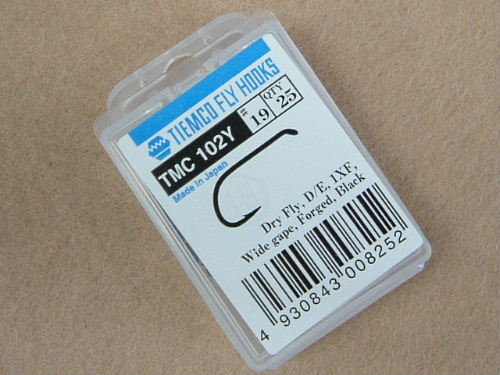 TIEMCO FLY HOOKS
TMC 102Y
# 19
QTY 25
Made in Japan
Dry Fly, D/E, 1XF,
Wide gape, Forged, Black
4 930843 008252